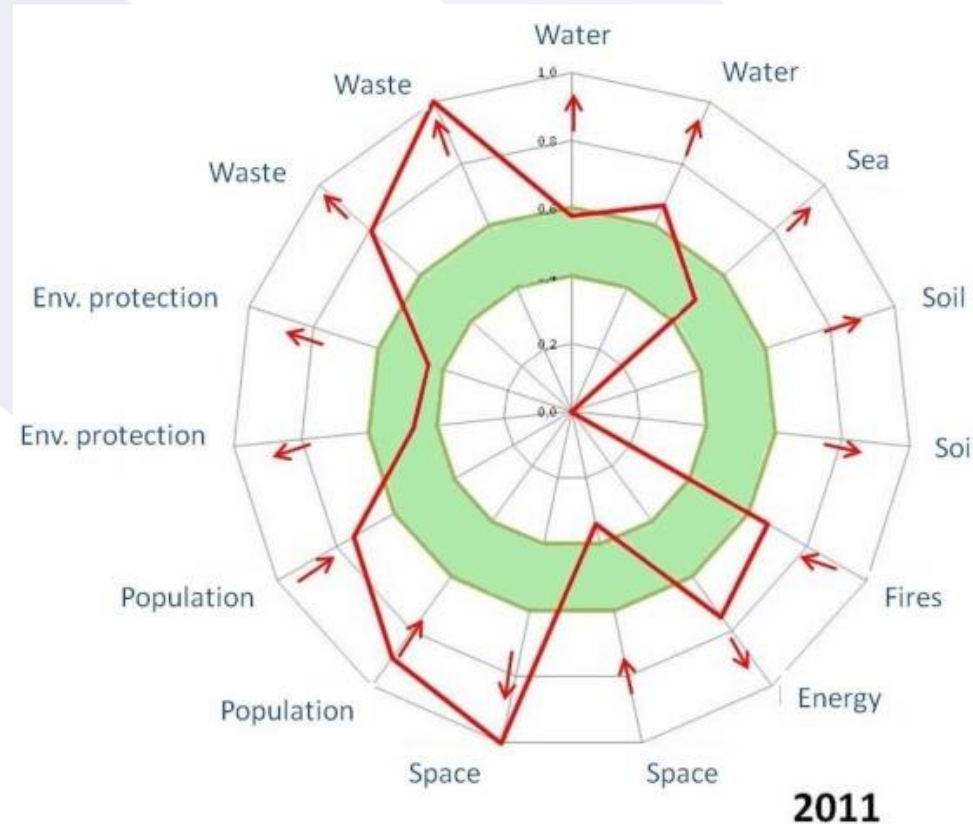 Water
Water
Sea
Soil
Soi
Fires
Energy
Space
Space
Population
Population
Env. protection
Env. protection
Waste
Waste
1,0
0,8
0,6
0,2
0,0
2011